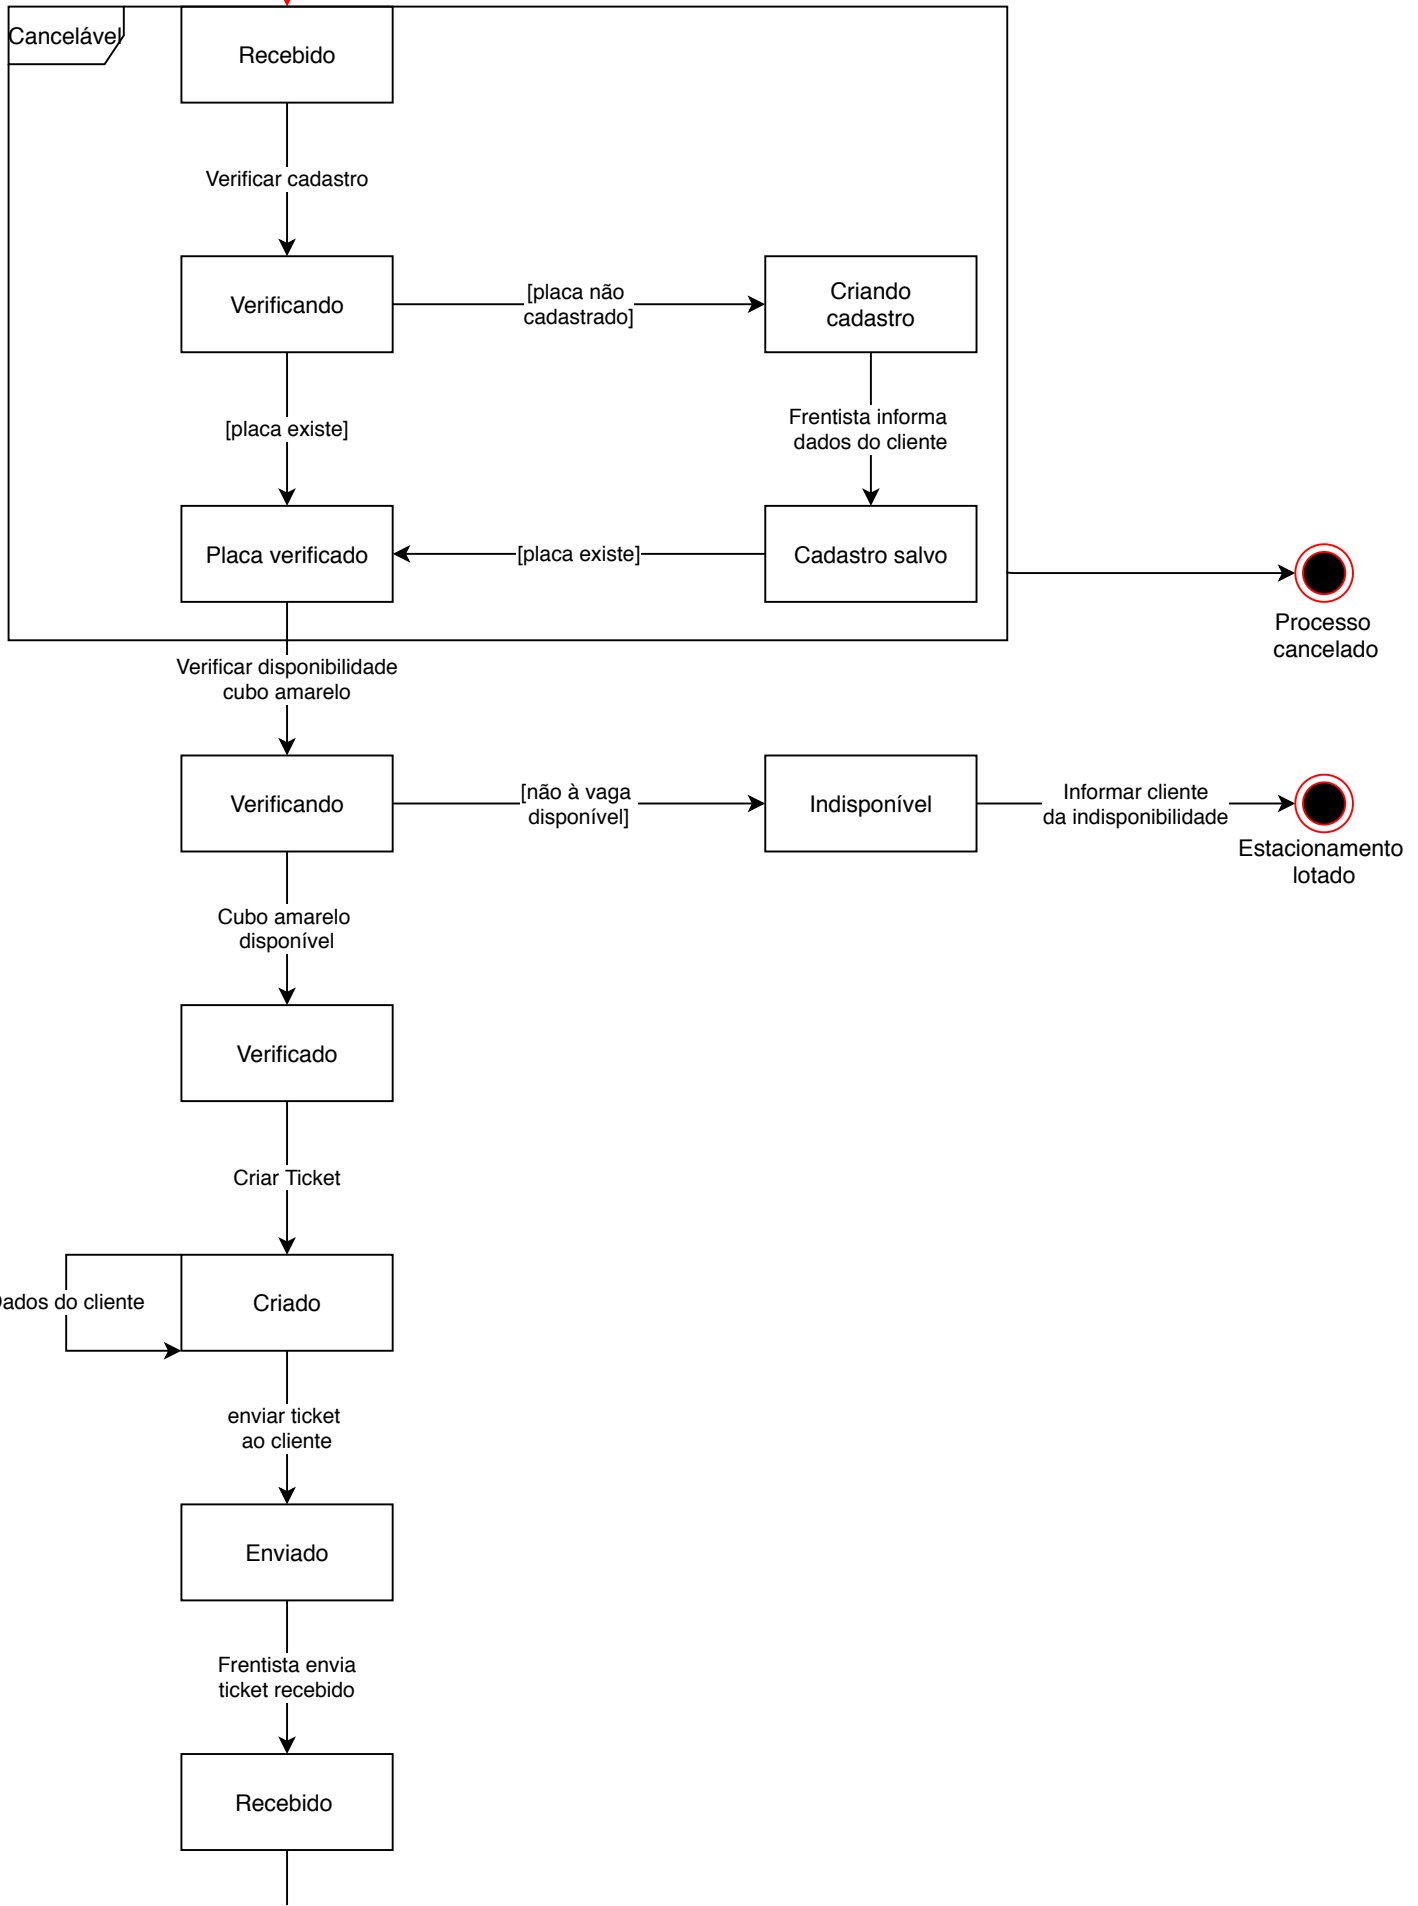 Cancelável
Recebido
Verificar cadastro
Verificando
[placa não
cadastrado]
Criando
cadastro
[placa existe]
Frentista informa
dados do cliente
Placa verificado
[placa existe]
Cadastro salvo
Processo
cancelado
Verificar disponibilidade
cubo amarelo
Verificando
[não à vaga
disponível]
Indisponível
Informar cliente
da indisponibilidade
Estacionamento
lotado
Cubo amarelo
disponível
Verificado
Criar Ticket
Dados do cliente
Criado
enviar ticket
ao cliente
Enviado
Frentista envia
ticket recebido
Recebido